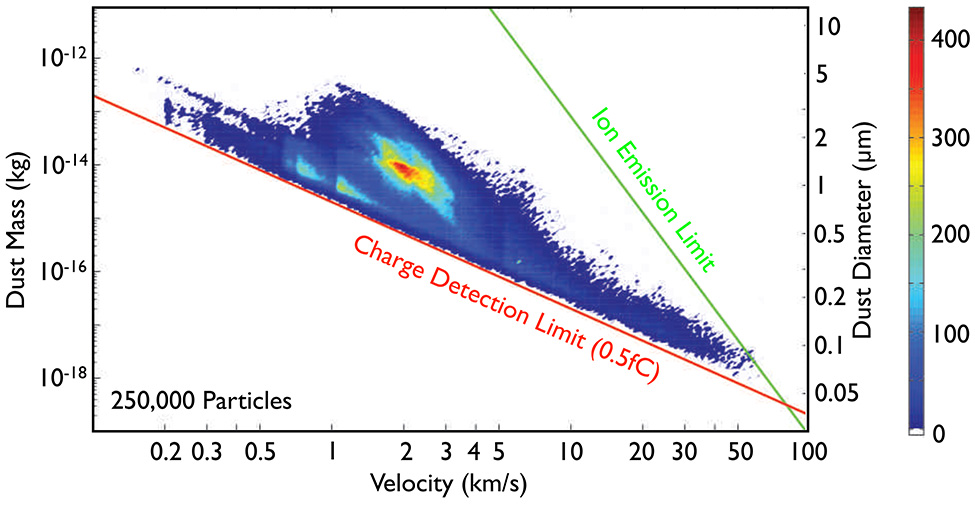 10-12
10-14
10-16
10-18
Dust Mass (kg)
Ion Emission Limit
Charge Detection Limit (0.5fC)
250,000 Particles
0.2 0.3 0.5 1 2 3 4 5 10 20 30 50 100
Velocity (km/s)
10
5
2
1
0.5
0.2
0.1
0.05
Dust Diameter (μm)
400
300
200
100
0